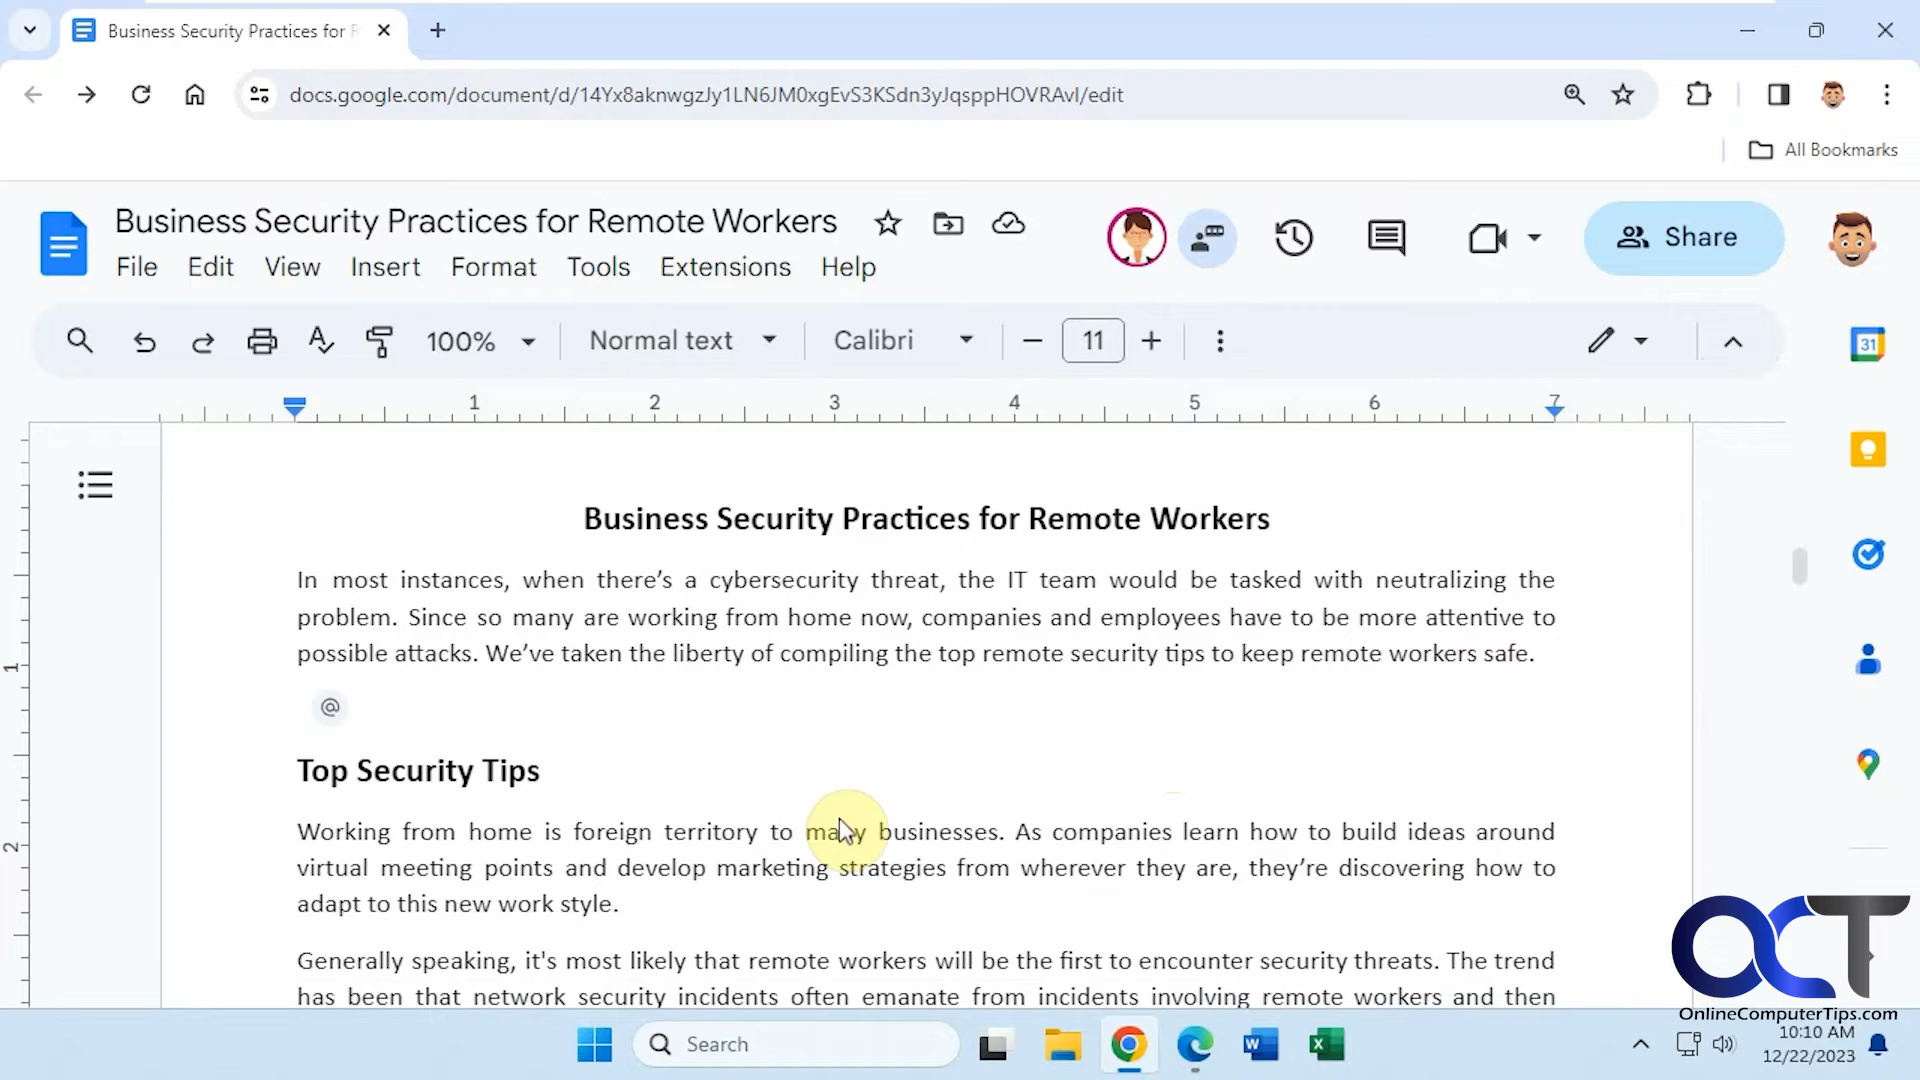 Business Security Practices for R
docs.google.com/document/d/14Yx8aknwgzJy1LN6JM0xgEvS3KSdn3yJqsppHOVRAvI/edit
All Bookmarks
Business Security Practices for Remote Workers
File Edit View Insert Format Tools Extensions Help
Share
100% Normal text Calibri 11
31
1 2 3 4 5 6 7
Business Security Practices for Remote Workers
In most instances, when there’s a cybersecurity threat, the IT team would be tasked with neutralizing the
problem. Since so many are working from home now, companies and employees have to be more attentive to
possible attacks. We’ve taken the liberty of compiling the top remote security tips to keep remote workers safe.
1
@
Top Security Tips
Working from home is foreign territory to many businesses. As companies learn how to build ideas around
2
virtual meeting points and develop marketing strategies from wherever they are, they’re discovering how to
adapt to this new work style.
Generally speaking, it's most likely that remote workers will be the first to encounter security threats. The trend
has been that network security incidents often emanate from incidents involving remote workers and then
OCT
OnlineComputerTips.com
Search
W
X
10:10 AM
12/22/2023